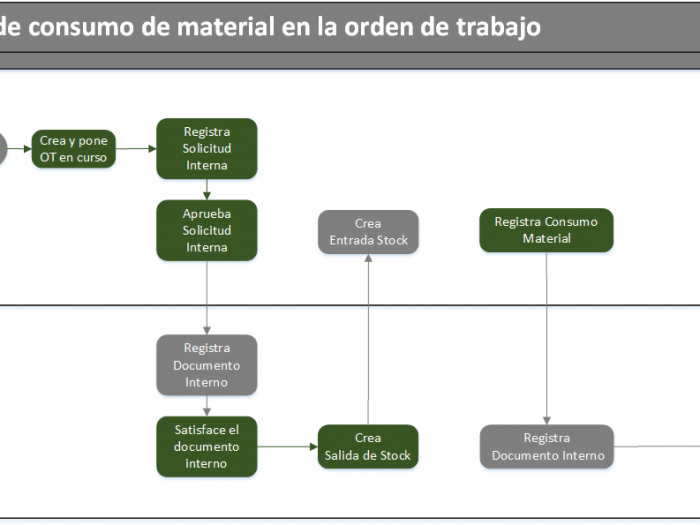 de consumo de material en la orden de trabajo
Crea y pone
OT en curso
Registra
Solicitud
Interna
Aprueba
Solicitud
Interna
Crea
Entrada Stock
Registra Consumo
Material
Registra
Documento
Interno
Satisface el
documento
interno
Crea
Salida de Stock
Registra
Documento Interno